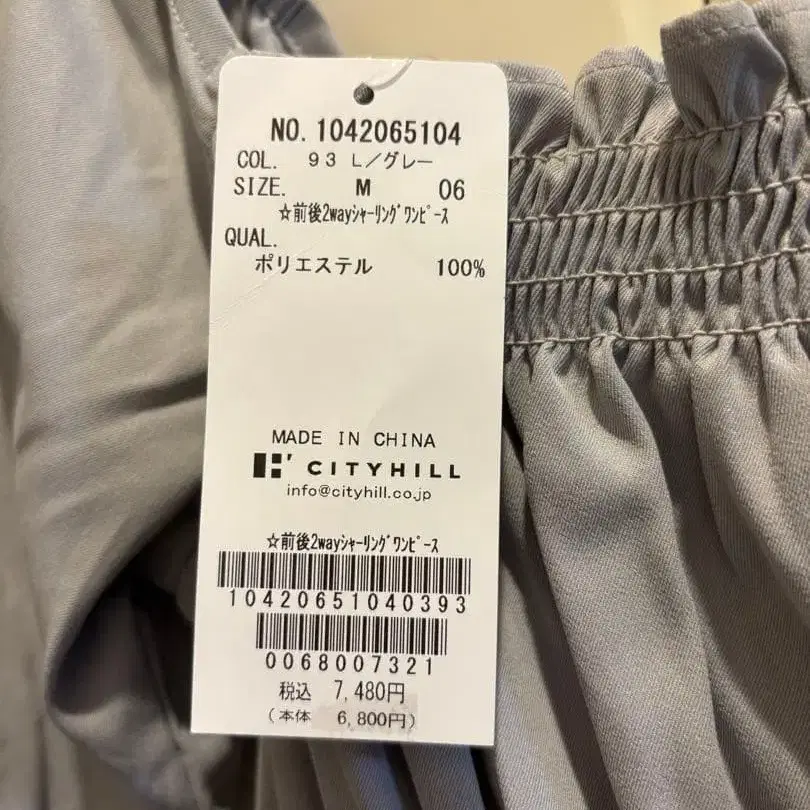 NO. 1042065104
COL. 93 L/グレー
SIZE. M 06
☆前後2wayｼｬｰﾘﾝｸﾞﾜﾝﾋﾟｰｽ
QUAL.
ポリエステル 100%
MADE IN CHINA
CITYHILL
info@cityhill.co.jp
☆前後2wayｼｬｰﾘﾝｸﾞﾜﾝﾋﾟｰｽ
10420651040393
0068007321
税込 7,480円
(本体 6,800円)